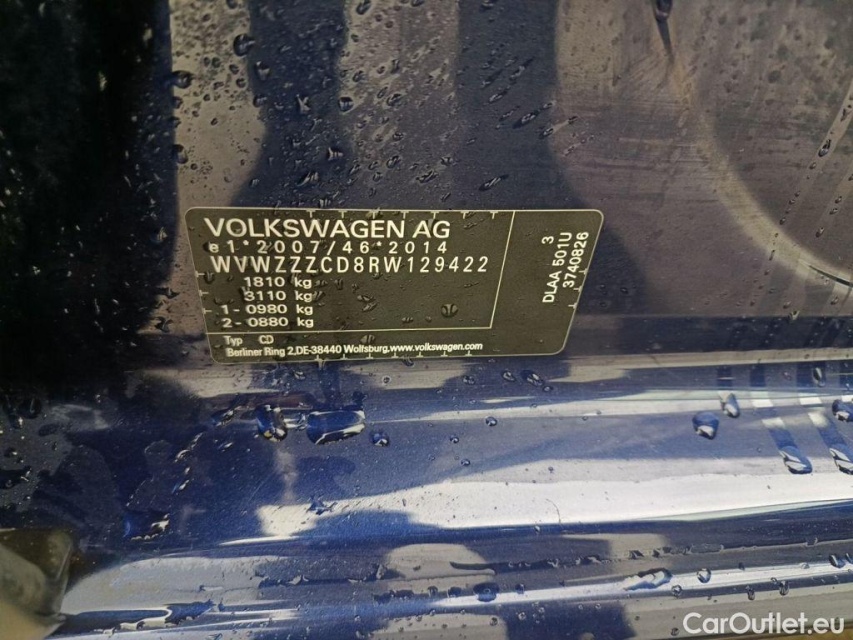 VOLKSWAGEN AG
e1*2007/46*2014
WVWZZZCD8RW129422
1810 kg
3110 kg
1- 0980 kg
2- 0880 kg
Typ CD
Berliner Ring 2,DE-38440 Wolfsburg.www.volkswagen.com
3
DLAA 501U
3740826
CarOutlet.eu